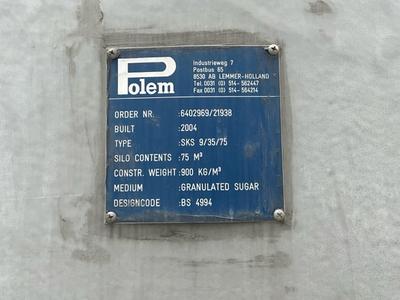 Polem
Industrieweg 7
Postbus 65
8530 AB LEMMER-HOLLAND
Tel.0031 (0) 514-562447
Fax 0031 (0) 514-564214
ORDER NR. :6402969/21938
BUILT :2004
TYPE :SKS 9/35/75
SILO CONTENTS :75 M³
CONSTR. WEIGHT :900 KG/M³
MEDIUM :GRANULATED SUGAR
DESIGNCODE :BS 4994